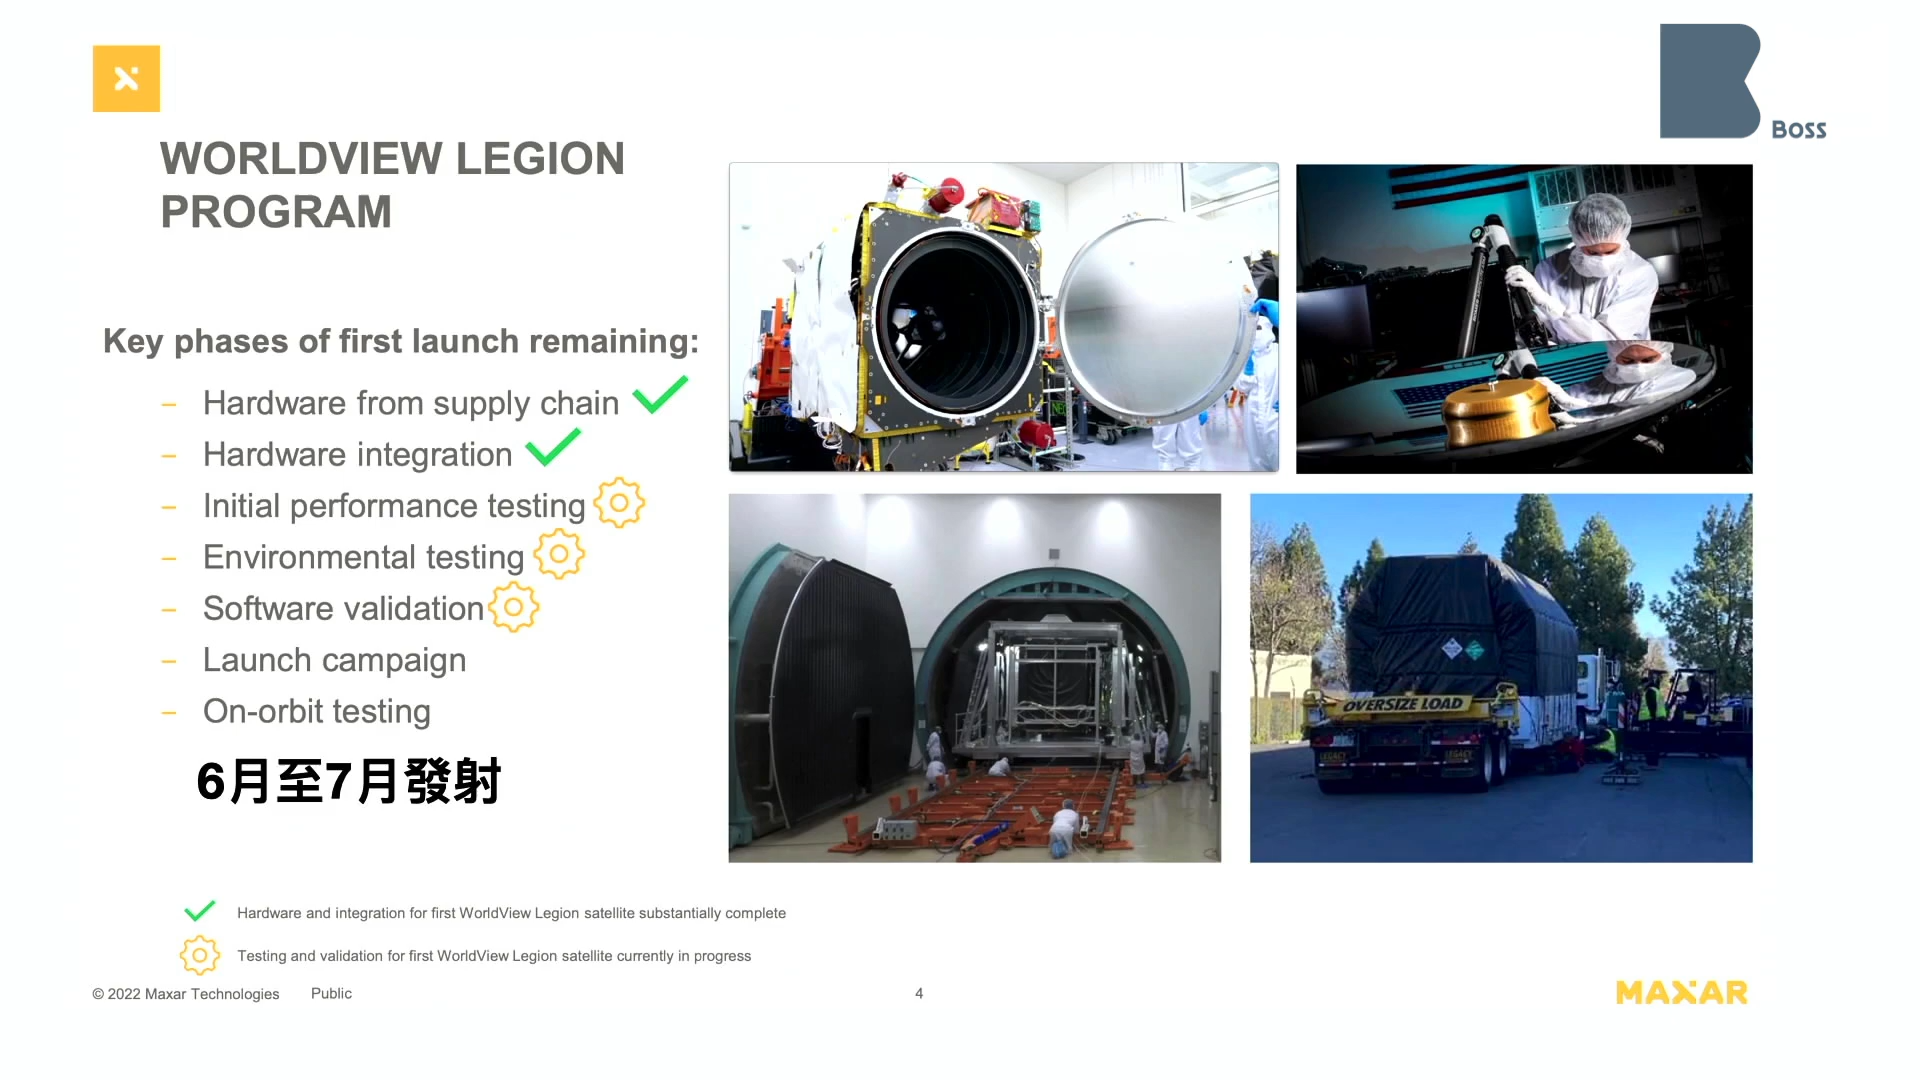 Boss
WORLDVIEW LEGION
PROGRAM
Key phases of first launch remaining:
– Hardware from supply chain
– Hardware integration
– Initial performance testing
– Environmental testing
– Software validation
– Launch campaign
– On-orbit testing
6月至7月發射
OVERSIZE LOAD
LEGACY
LEGACY
Hardware and integration for first WorldView Legion satellite substantially complete
Testing and validation for first WorldView Legion satellite currently in progress
© 2022 Maxar Technologies Public
4
MAXAR